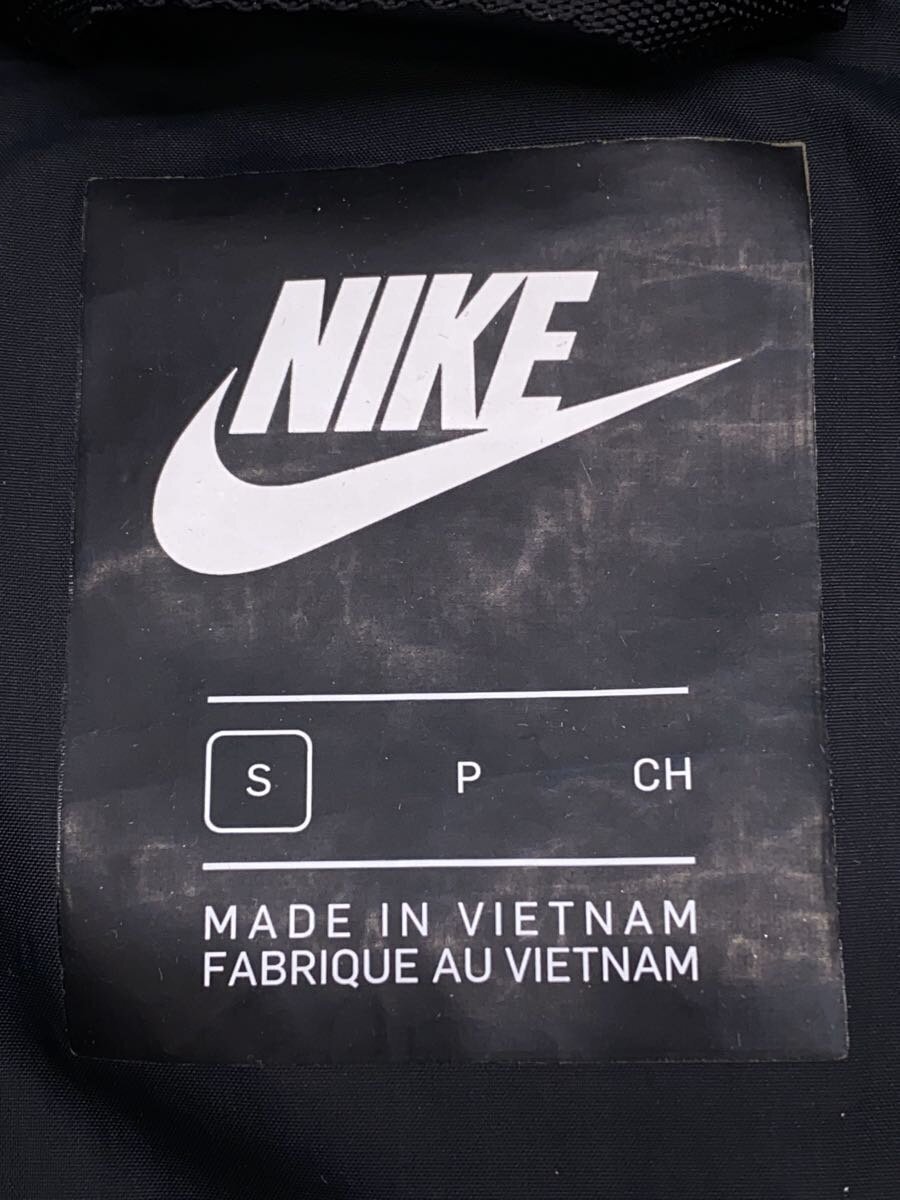 NIKE
S P CH
MADE IN VIETNAM
FABRIQUE AU VIETNAM